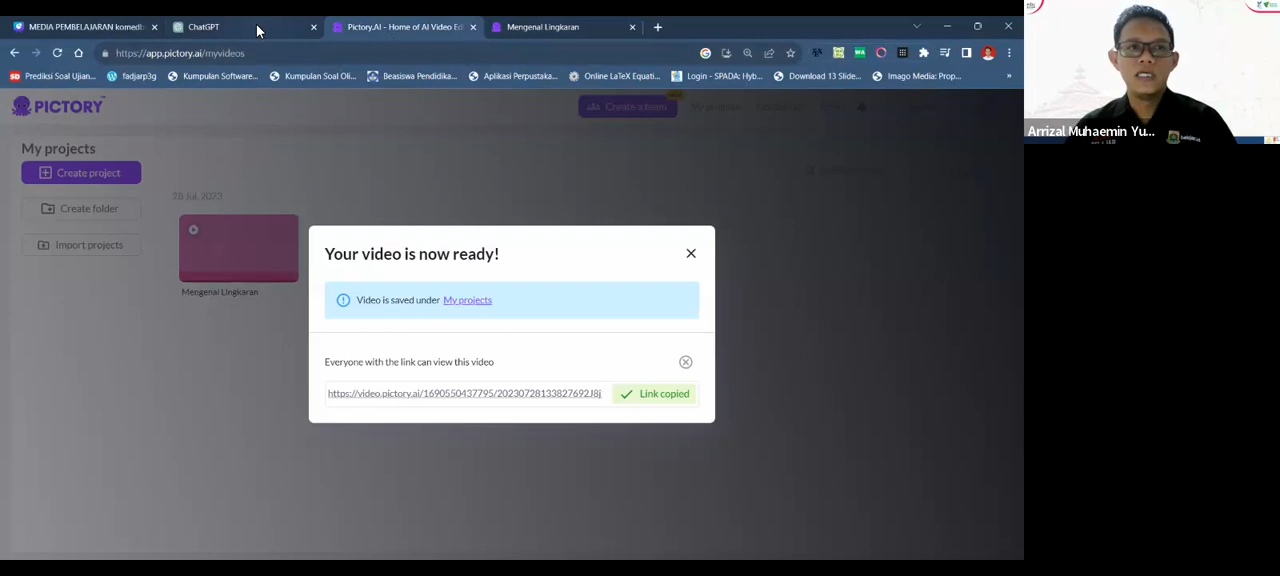 MEDIA PEMBELAJARAN komedi
ChatGPT
Pictory.AI - Home of AI Video Ed
Mengenal Lingkaran
https://app.pictory.ai/myvideos
Prediksi Soal Ujian...
fadjarp3g
Kumpulan Software...
Kumpulan Soal Oli...
Beasiswa Pendidika...
Aplikasi Perpustaka...
Online LaTeX Equati...
Login - SPADA: Hyb...
Download 13 Slide...
Imago Media: Prop...
»
PICTORY
Create a team
My projects
Create project
Create folder
Import projects
28 Jul, 2023
Mengenal Lingkaran
Your video is now ready!
Video is saved under My projects
Everyone with the link can view this video
https://video.pictory.ai/1690550437795/20230728133827692J8j
Link copied
Arrizal Muhaemin Yu...